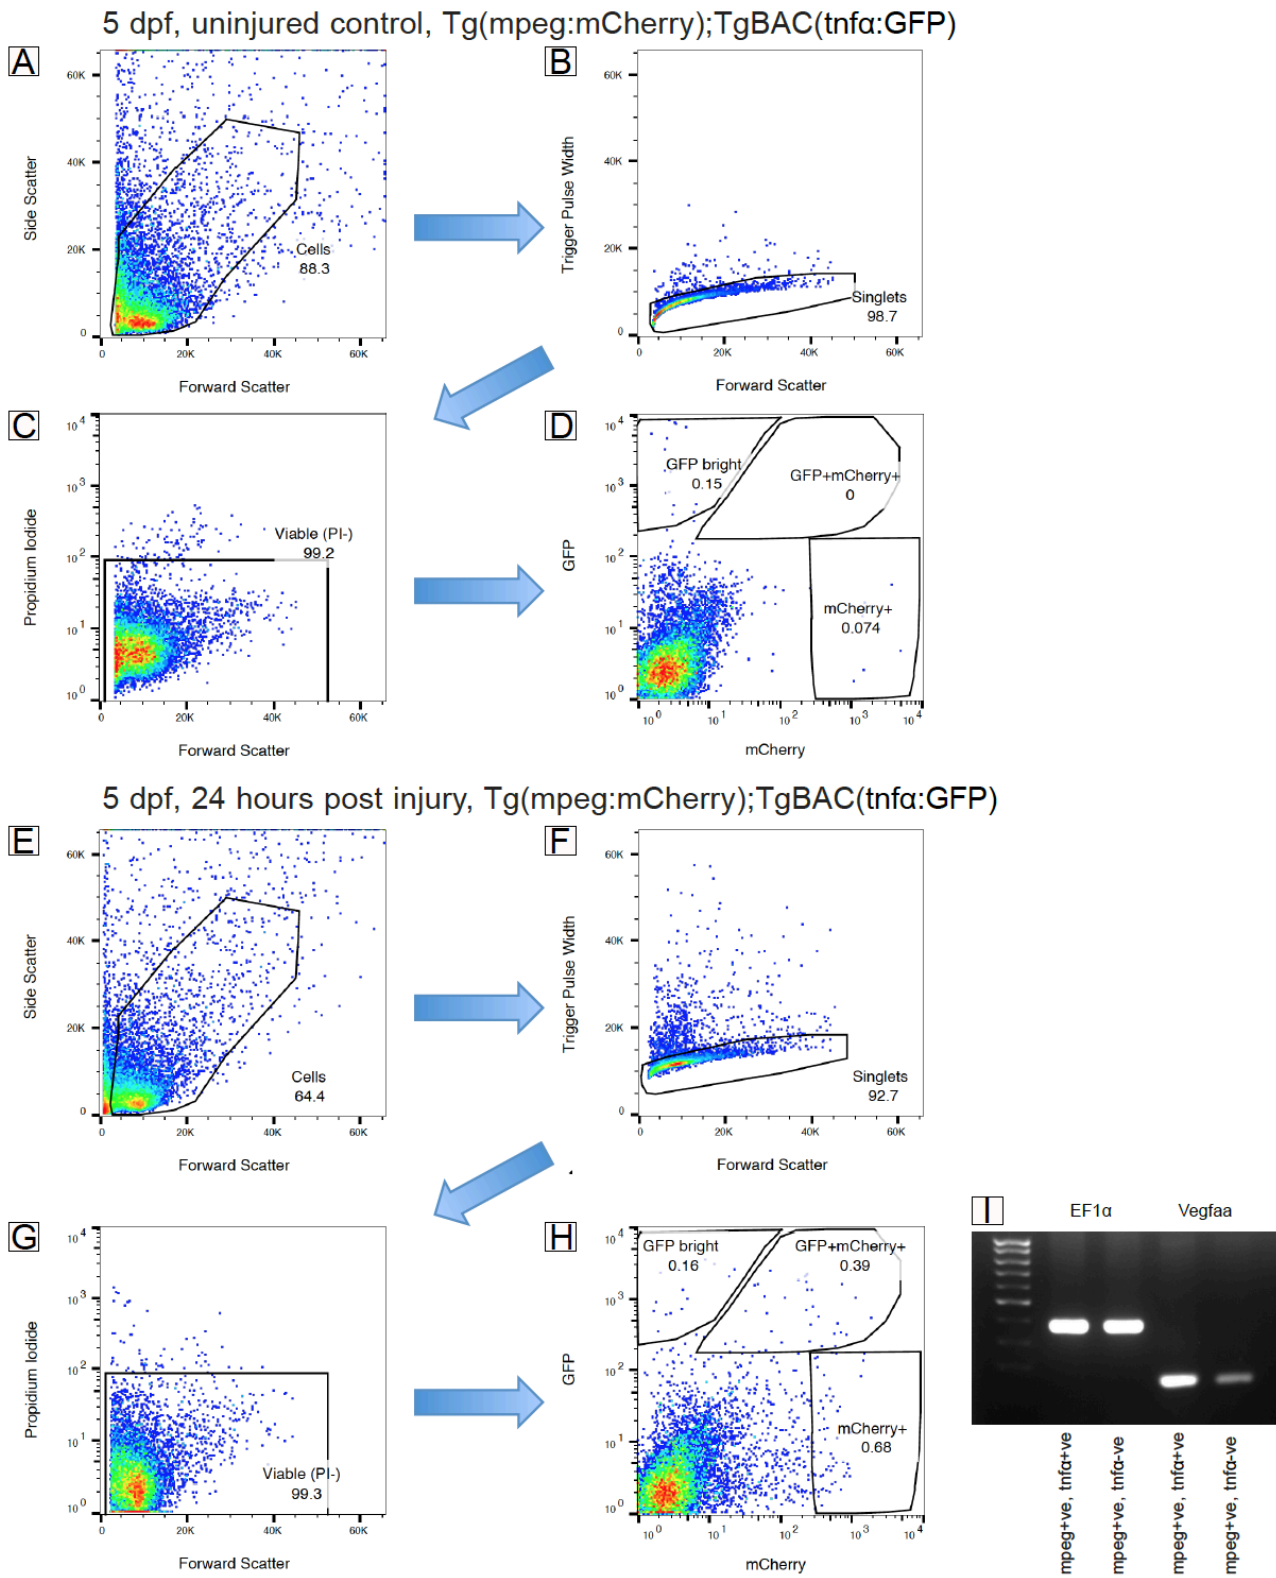 5 dpf, uninjured control, Tg(mpeg:mCherry);TgBAC(tnfα:GFP)
A
60K
40K
20K
0
Side Scatter
Cells
88.3
0 20K 40K 60K
Forward Scatter
B
60K
40K
20K
0
Trigger Pulse Width
Singlets
98.7
0 20K 40K 60K
Forward Scatter
C
10^4
10^3
10^2
10^1
10^0
Propidium Iodide
Viable (PI-)
99.2
0 20K 40K 60K
Forward Scatter
D
10^4
10^3
10^2
10^1
10^0
GFP
GFP bright
0.15
GFP+mCherry+
0
mCherry+
0.074
10^0 10^1 10^2 10^3 10^4
mCherry
5 dpf, 24 hours post injury, Tg(mpeg:mCherry);TgBAC(tnfα:GFP)
E
60K
40K
20K
0
Side Scatter
Cells
64.4
0 20K 40K 60K
Forward Scatter
F
60K
40K
20K
0
Trigger Pulse Width
Singlets
92.7
0 20K 40K 60K
Forward Scatter
G
10^4
10^3
10^2
10^1
10^0
Propidium Iodide
Viable (PI-)
99.3
0 20K 40K 60K
Forward Scatter
H
10^4
10^3
10^2
10^1
10^0
GFP
GFP bright
0.16
GFP+mCherry+
0.39
mCherry+
0.68
10^0 10^1 10^2 10^3 10^4
mCherry
I
EF1α Vegfaa
mpeg+ve, tnfα+ve
mpeg+ve, tnfα-ve
mpeg+ve, tnfα+ve
mpeg+ve, tnfα-ve